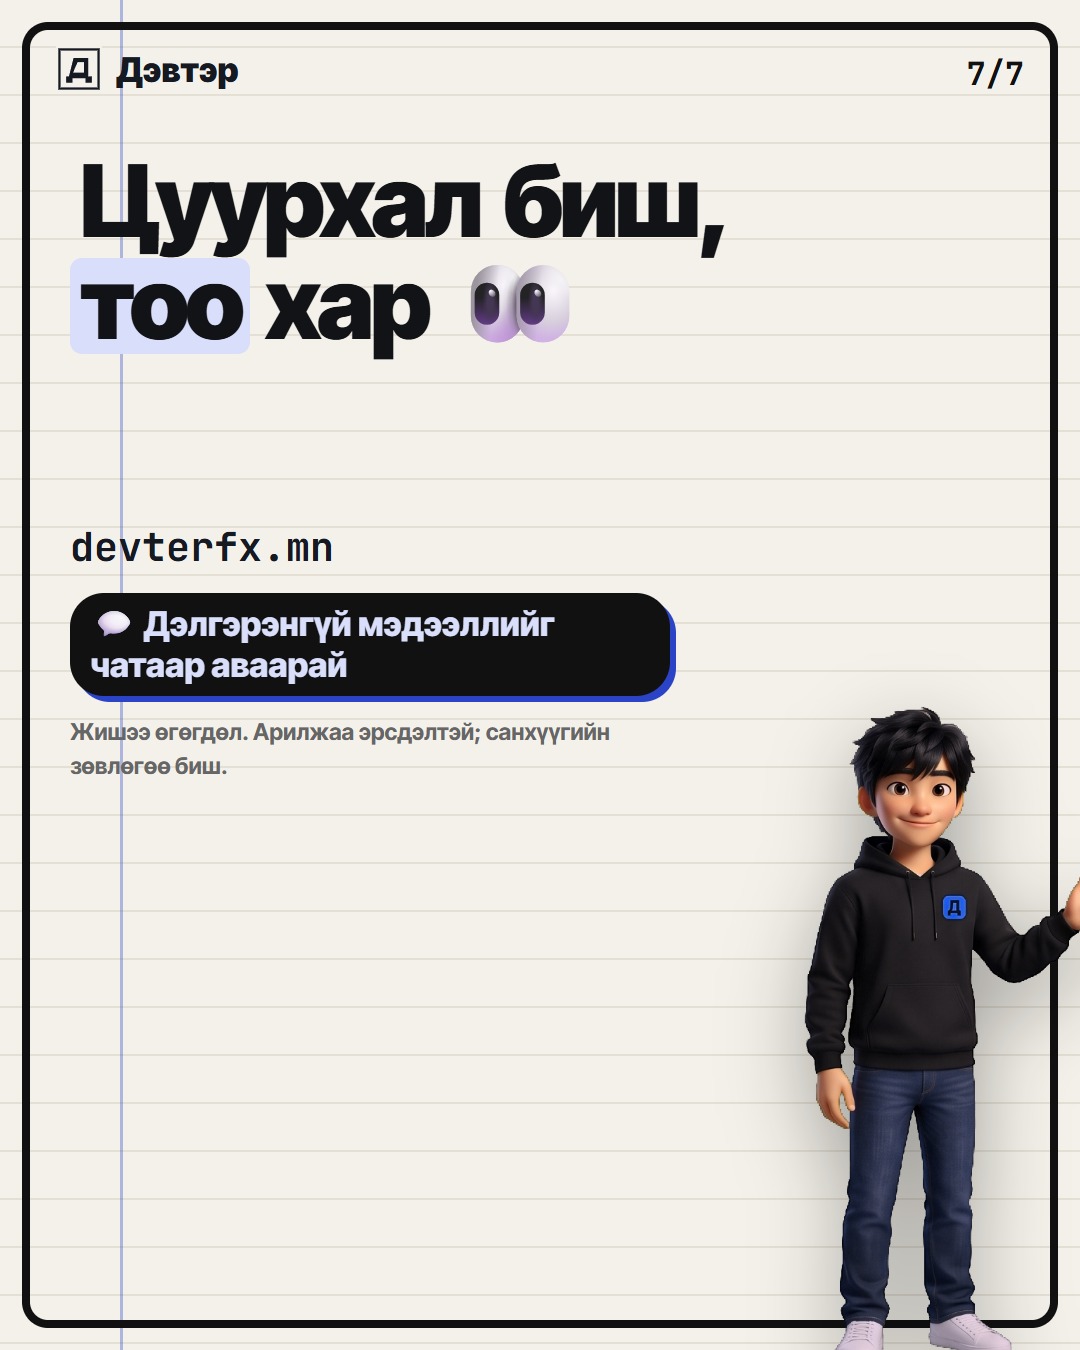 Д Дэвтэр
7/7
Цуурхал биш,
тоо хар 👀
devterfx.mn
💬 Дэлгэрэнгүй мэдээллийг
чатаар аваарай
Жишээ өгөгдөл. Арилжаа эрсдэлтэй; санхүүгийн
зөвлөгөө биш.
Д